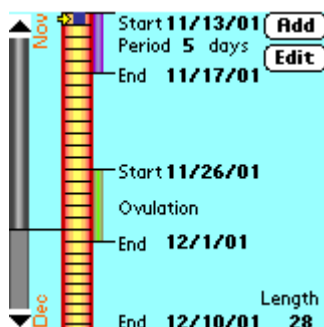 Nov
Start 11/13/01 Add
Period 5 days
Edit
End 11/17/01
Start 11/26/01
Ovulation
End 12/1/01
Dec
Length
End 12/10/01 28